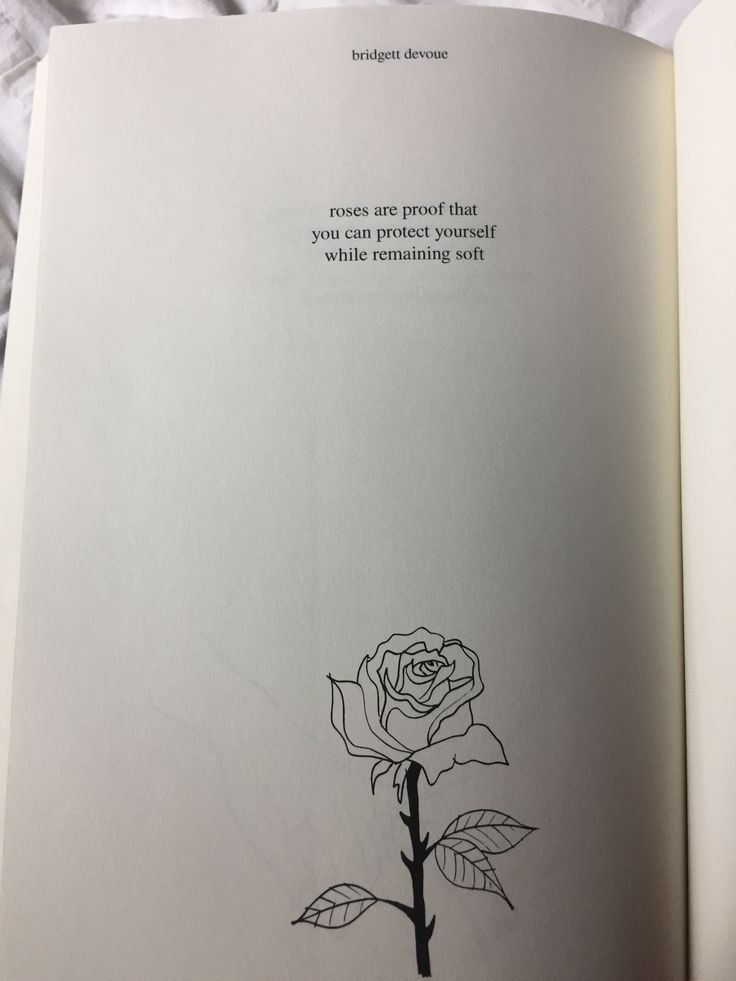 bridgett devoue
roses are proof that
you can protect yourself
while remaining soft